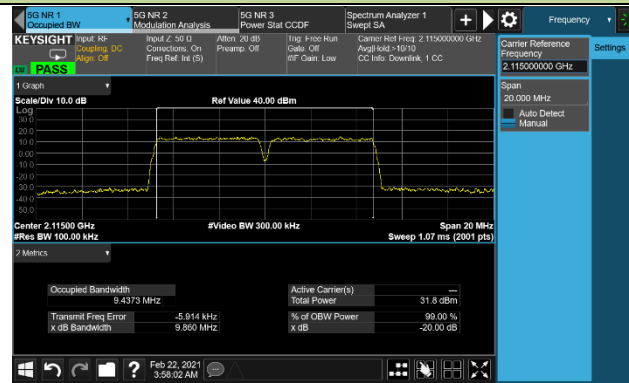 5G NR 1
Occupied BW
5G NR 2
Modulation Analysis
5G NR 3
Power Stat CCDF
Spectrum Analyzer 1
Swept SA
Frequency
KEYSIGHT
Input: RF
Coupling: DC
Align: Off
Input Z: 50 Ω
Corrections: On
Freq Ref: Int (S)
Atten: 20 dB
Preamp: Off
Trig: Free Run
Gate: Off
#IF Gain: Low
Carrier Ref Freq: 2.115000000 GHz
Avg|Hold:>10/10
CC Info: Downlink, 1 CC
PASS
Carrier Reference
Frequency
2.115000000 GHz
Settings
Span
20.000 MHz
Auto Detect
Manual
1 Graph
Scale/Div 10.0 dB
Ref Value 40.00 dBm
Log
30.0
20.0
10.0
0.00
-10.0
-20.0
-30.0
-40.0
-50.0
Center 2.11500 GHz
#Video BW 300.00 kHz
Span 20 MHz
#Res BW 100.00 kHz
Sweep 1.07 ms (2001 pts)
2 Metrics
Occupied Bandwidth
9.4373 MHz
Active Carrier(s)
---
Total Power
31.8 dBm
Transmit Freq Error
-5.914 kHz
% of OBW Power
99.00 %
x dB Bandwidth
9.860 MHz
x dB
-20.00 dB
Feb 22, 2021
3:58:02 AM